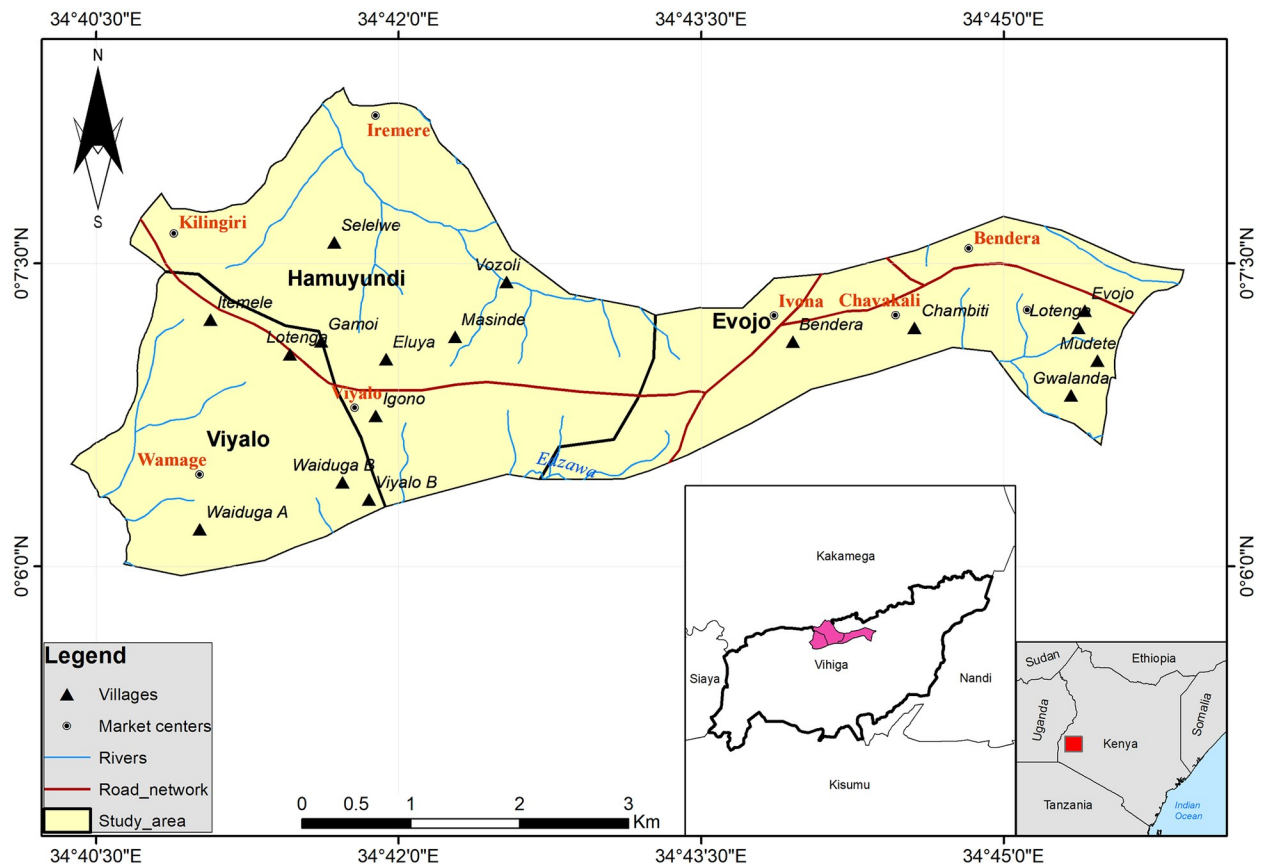 34°40'30"E 34°42'0"E 34°43'30"E 34°45'0"E
N
S
Iremere
Kilingiri
Selelwe
Bendera
0°7'30"N
0°7'30"N
Vozoli
Hamuyundi
Evojo
Itemele
Ivona
Chavakali
Chambiti
Lotenga
Masinde
Evojo
Gamoi
Bendera
Lotenga
Eluya
Mudete
Gwalanda
Viyalo
Igono
Viyalo
Wamage
Waiduga B
Edzawa
Viyalo B
Waiduga A
0°6'0"N
0°6'0"N
Kakamega
Siaya
Vihiga
Nandi
Kisumu
Sudan
Ethiopia
Uganda
Somalia
Kenya
Tanzania
Indian
Ocean
Legend
Villages
Market centers
Rivers
Road_network
Study_area
0 0.5 1 2 3
Km
34°40'30"E 34°42'0"E 34°43'30"E 34°45'0"E